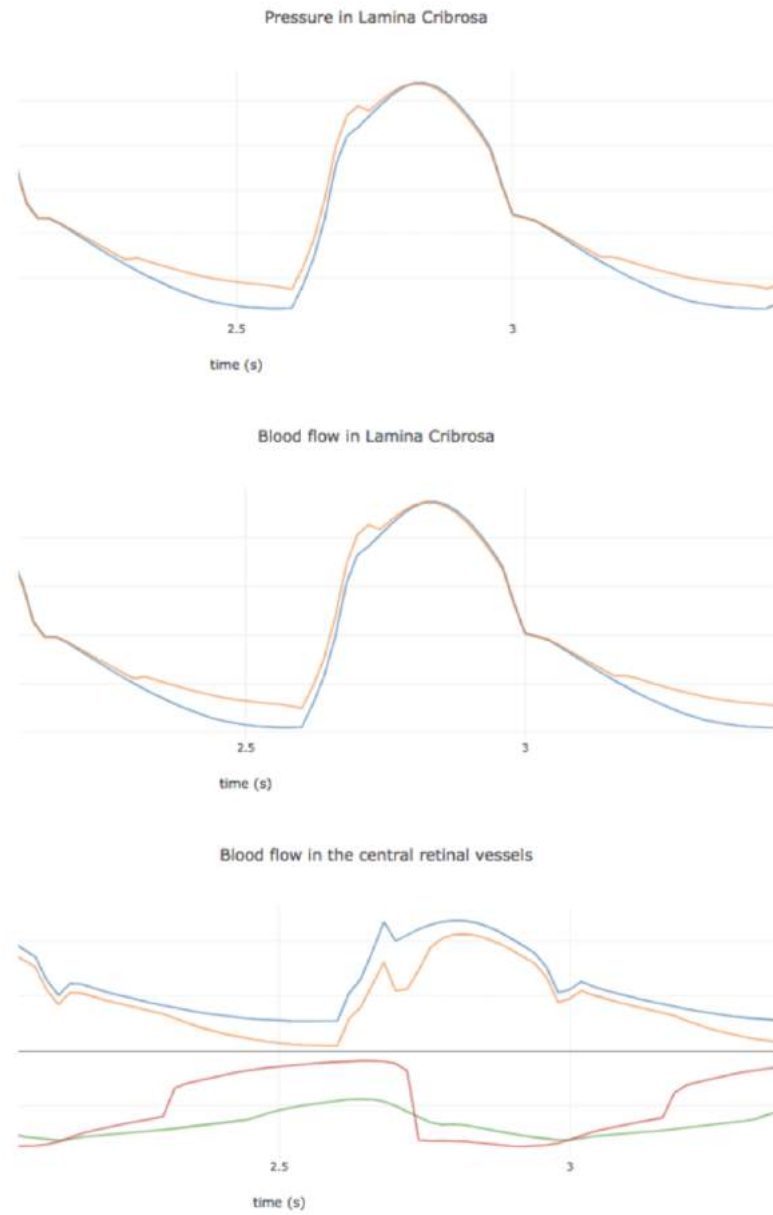 Pressure in Lamina Cribrosa
2.5
3
time (s)
Blood flow in Lamina Cribrosa
2.5
3
time (s)
Blood flow in the central retinal vessels
2.5
3
time (s)